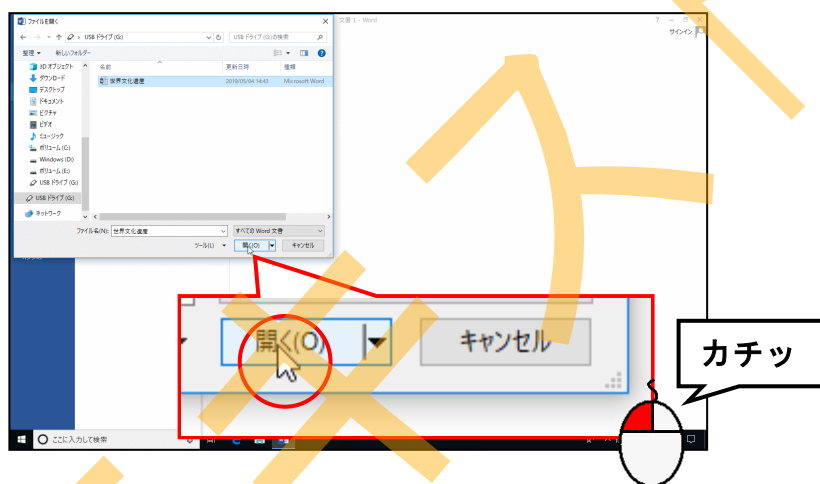 ファイルを開く
文書 1 - Word
サインイン
USB ドライブ (G:)
USB ドライブ (G:)の検索
整理
新しいフォルダー
3D オブジェクト
ダウンロード
デスクトップ
ドキュメント
ピクチャ
ビデオ
ミュージック
ボリューム (C:)
Windows (D:)
ボリューム (E:)
USB ドライブ (G:)
USB ドライブ (G:)
ネットワーク
名前
更新日時
種類
世界文化遺産
2019/05/04 14:43
Microsoft Word
ファイル名(N):
世界文化遺産
すべての Word 文書
ツール(L)
開く(O)
キャンセル
開く(O)
キャンセル
カチッ
ここに入力して検索